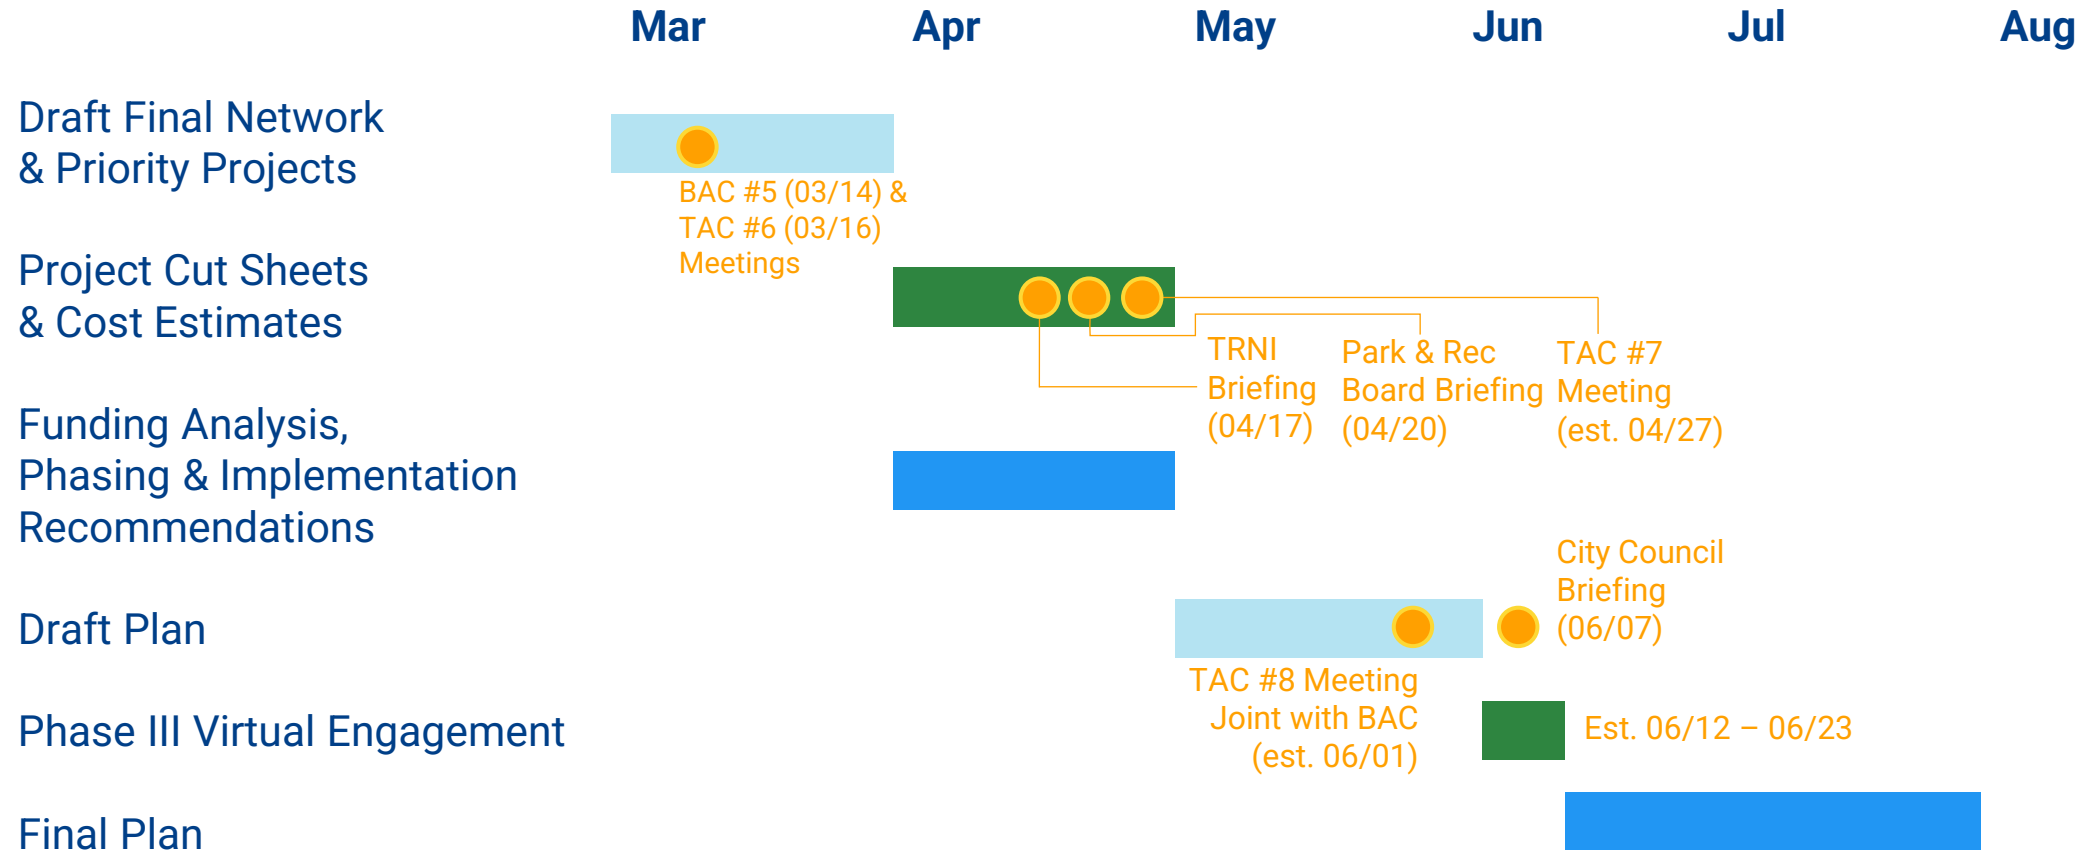 Mar Apr May Jun Jul Aug
Draft Final Network
& Priority Projects
BAC #5 (03/14) &
TAC #6 (03/16)
Meetings
Project Cut Sheets
& Cost Estimates
TRNI
Briefing
(04/17)
Park & Rec
Board Briefing
(04/20)
TAC #7
Meeting
(est. 04/27)
Funding Analysis,
Phasing & Implementation
Recommendations
Draft Plan
City Council
Briefing
(06/07)
TAC #8 Meeting
Joint with BAC
(est. 06/01)
Phase III Virtual Engagement
Est. 06/12 – 06/23
Final Plan